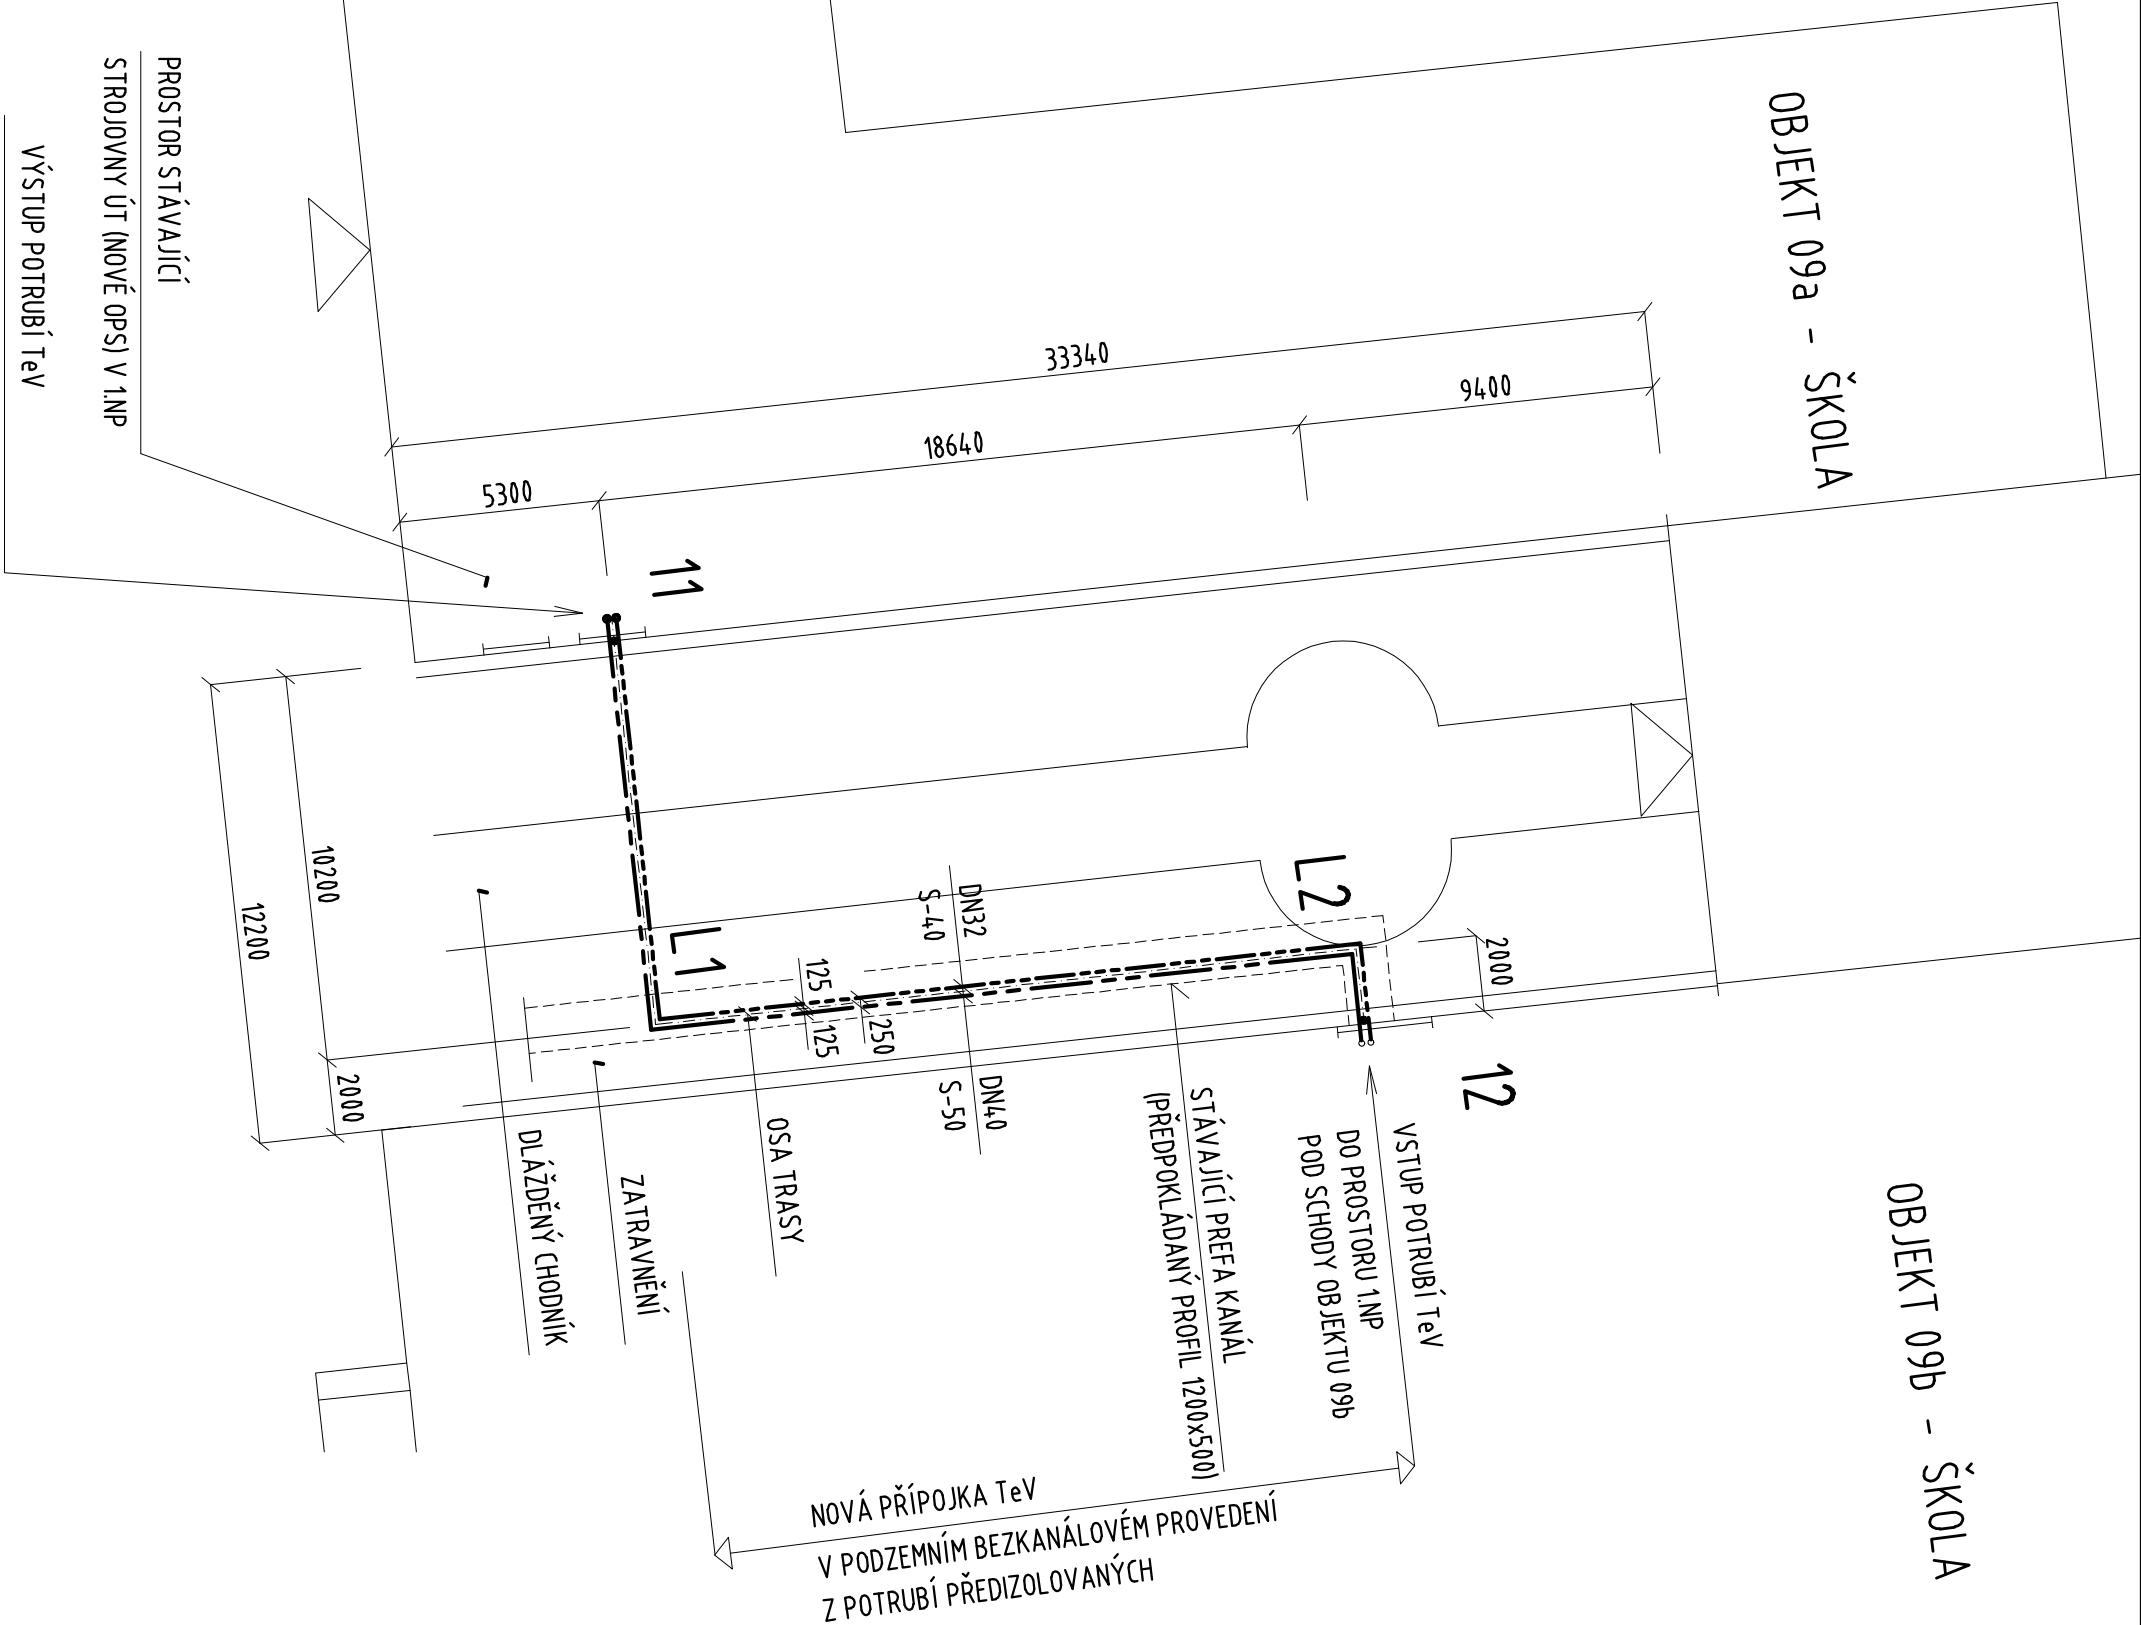 OBJEKT 09a - ŠKOLA
PROSTOR STÁVAJÍCÍ
STROJOVNY ÚT (NOVÉ OPS) V 1.NP
VÝSTUP POTRUBÍ TeV
33340
9400
18640
5300
11
L2
L1
DN32
S-40
125
125
250
2000
10200
12200
2000
DN40
S-50
12
VSTUP POTRUBÍ TeV
DO PROSTORU 1.NP
POD SCHODY OBJEKTU 09b
STÁVAJÍCÍ PREFA KANÁL
(PŘEDPOKLÁDANÝ PROFIL 1200x500)
OSA TRASY
ZATRAVNĚNÍ
DLÁŽDĚNÝ CHODNÍK
OBJEKT 09b - ŠKOLA
NOVÁ PŘÍPOJKA TeV
V PODZEMNÍM BEZKANÁLOVÉM PROVEDENÍ
Z POTRUBÍ PŘEDIZOLOVANÝCH